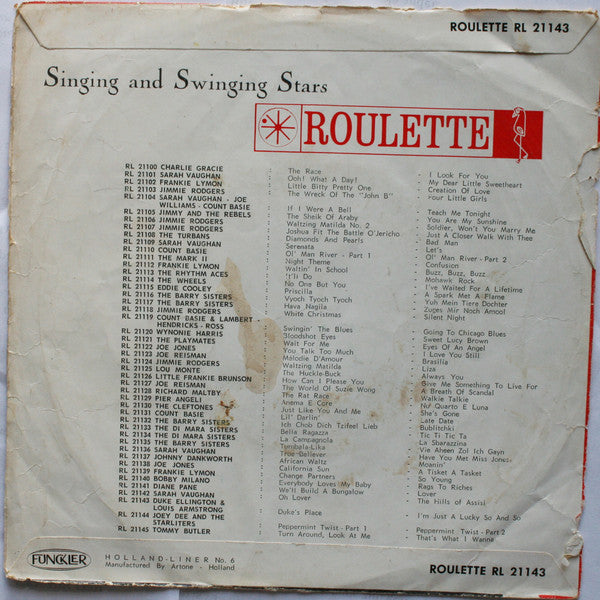 ROULETTE RL 21143
Singing and Swinging Stars
ROULETTE
RL 21100 CHARLIE GRACIE : The Race : I Look For You
RL 21101 SARAH VAUGHAN : Ooh! What A Day! : My Dear Little Sweetheart
RL 21102 FRANKIE LYMON : Little Bitty Pretty One : Creation Of Love
RL 21103 JIMMIE RODGERS : The Wreck Of The "John B" : Four Little Girls
RL 21104 SARAH VAUGHAN - JOE
WILLIAMS - COUNT BASIE : If I Were A Bell : Teach Me Tonight
RL 21105 JIMMY AND THE REBELS : The Sheik Of Araby : You Are My Sunshine
RL 21106 JIMMIE RODGERS : Waltzing Matilda No. 2 : Soldier, Won't You Marry Me
RL 21107 JIMMIE RODGERS : Joshua Fit The Battle O'Jericho : Just A Closer Walk With Thee
RL 21108 THE TURBANS : Diamonds And Pearls : Bad Man
RL 21109 SARAH VAUGHAN : Serenata : Let's
RL 21110 COUNT BASIE : Ol' Man River - Part 1 : Ol' Man River - Part 2
RL 21111 THE MARK II : Night Theme : Confusion
RL 21112 FRANKIE LYMON : Waitin' In School : Buzz, Buzz, Buzz
RL 21113 THE RHYTHM ACES : 't'll Do : Mohawk Rock
RL 21114 THE WHEELS : No One But You : I've Waited For A Lifetime
RL 21115 EDDIE COOLEY : Priscilla : A Spark Met A Flame
RL 21116 THE BARRY SISTERS : Vyoch Tyoch Tyoch : Yuh Mein Tiere Dochter
RL 21117 THE BARRY SISTERS : Hava Nagila : Zuges Mir Noch Amool
RL 21118 JIMMIE RODGERS : White Christmas : Silent Night
RL 21119 COUNT BASIE & LAMBERT -
HENDRICKS - ROSS : Swingin' The Blues : Going To Chicago Blues
RL 21120 WYNONIE HARRIS : Bloodshot Eyes : Sweet Lucy Brown
RL 21121 THE PLAYMATES : Wait For Me : Eyes Of An Angel
RL 21122 JOE JONES : You Talk Too Much : I Love You Still
RL 21123 JOE REISMAN : Malodie D'Amour : Brasilia
RL 21124 JIMMIE RODGERS : Waltzing Matilda : Liza
RL 21125 LOU MONTE : The Huckle-Buck : Always You
RL 21126 LITTLE FRANKIE BRUNSON : How Can I Please You : Give Me Something To Live For
RL 21127 JOE REISMAN : The World Of Suzie Wong : A Breath Of Scandal
RL 21128 RICHARD MALTBY : The Rat Race : Walkie Talkie
RL 21129 PIER ANGELI : Anema E Core : Nu' Quarto E Luna
RL 21130 THE CLEFTONES : Just Like You And Me : She's Gone
RL 21131 COUNT BASIE : Lil' Darlin' : Late Date
RL 21132 THE BARRY SISTERS : Ich Chob Dich Tzifeel Lieb : Bublitchki
RL 21133 THE DI MARA SISTERS : Bella Ragazza : Tic Ti Tic Ta
RL 21134 THE DI MARA SISTERS : La Campagnola : La Sharazzina
RL 21135 THE BARRY SISTERS : Tumbala-Lika : Vie Aheen Zol Ich Gayn
RL 21136 SARAH VAUGHAN : True Believer : Have You Met Miss Jones
RL 21137 JOHNNY DANKWORTH : African Waltz : Moanin'
RL 21138 JOE JONES : California Sun
RL 21139 FRANKIE LYMON : Change Partners : A Tisket A Tasket
RL 21140 BOBBY MILANO : Everybody Loves My Baby : So Young
RL 21141 DIANE PANE : We'll Build A Bungalow : Rags To Riches
RL 21142 SARAH VAUGHAN : Oh Lover : The Hills of Assisi
RL 21143 DUKE ELLINGTON &
LOUIS ARMSTRONG : Duke's Place : I'm Just A Lucky So And So
RL 21144 JOEY DEE AND THE
STARLITERS : Peppermint Twist - Part 1 : Peppermint Twist - Part 2
RL 21145 TOMMY BUTLER : Turn Around, Look At Me : That's What I Wanna
FUNCKLER
HOLLAND-LINER No. 6
Manufactured By Artone - Holland
ROULETTE RL 21143